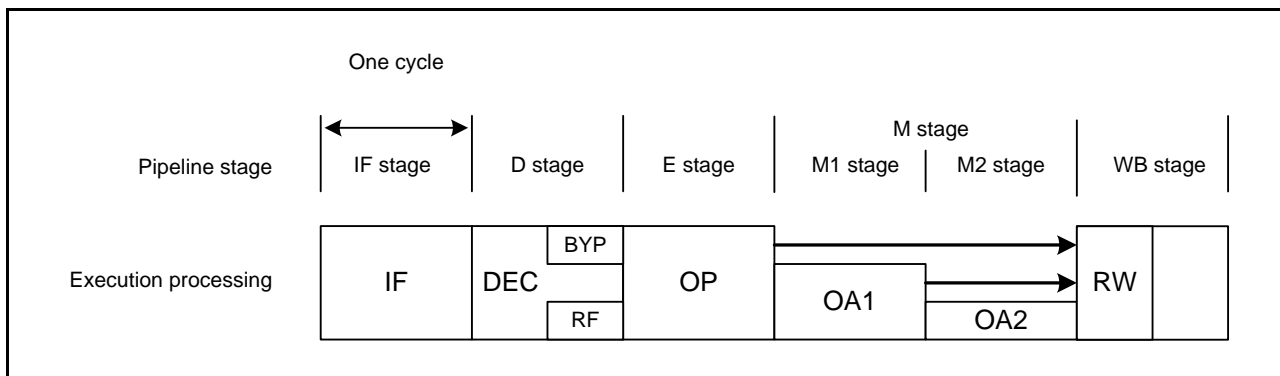 One cycle
M stage
Pipeline stage IF stage D stage E stage M1 stage M2 stage WB stage
BYP
Execution processing IF DEC OP OA1 RW
RF OA2